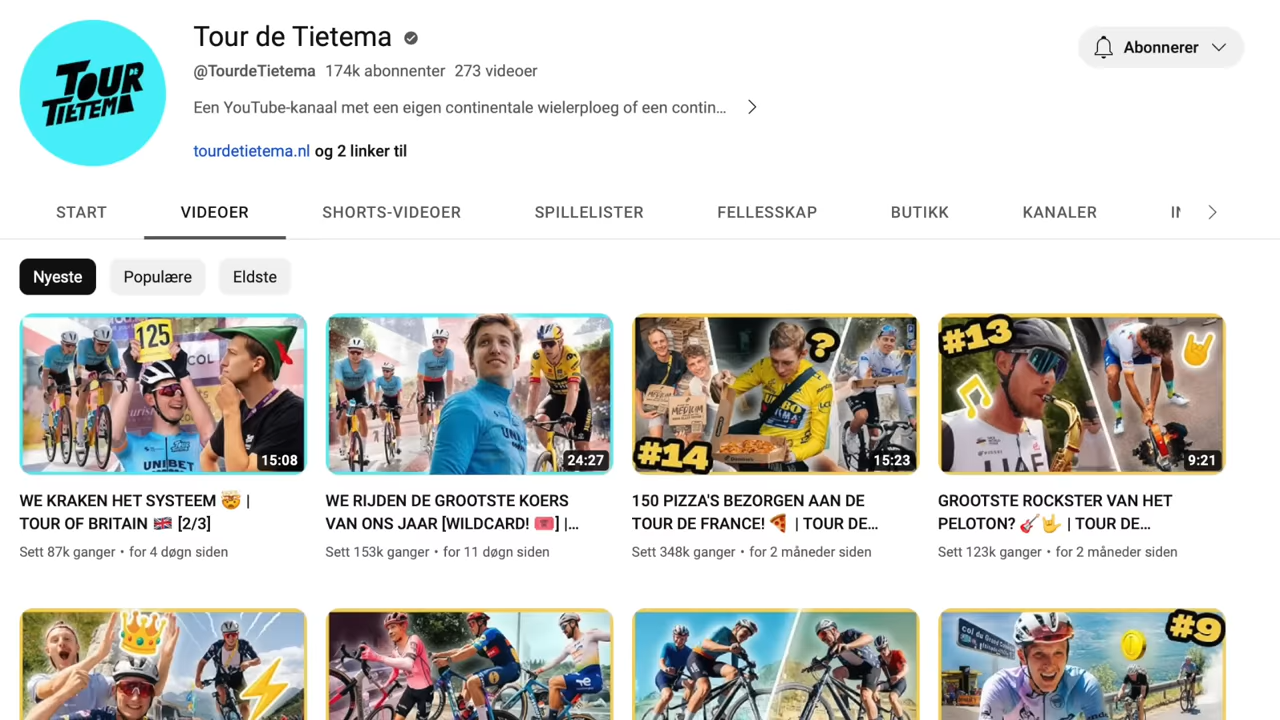 TOUR DE
TIETEMA
Tour de Tietema
@TourdeTietema 174k abonnenter 273 videoer
Een YouTube-kanaal met een eigen continentale wielerploeg of een contin...
tourdetietema.nl og 2 linker til
Abonnerer
START VIDEOER SHORTS-VIDEOER SPILLELISTER FELLESSKAP BUTIKK KANALER
Nyeste Populære Eldste
125
COL
UNIBET
15:08
24:27
?
MEDIUM
#14
15:23
#13
UAE
9:21
WE KRAKEN HET SYSTEEM 🤯 |
TOUR OF BRITAIN 🇬🇧 [2/3]
Sett 87k ganger • for 4 døgn siden
WE RIJDEN DE GROOTSTE KOERS
VAN ONS JAAR [WILDCARD! 🎟️] |...
Sett 153k ganger • for 11 døgn siden
150 PIZZA'S BEZORGEN AAN DE
TOUR DE FRANCE! 🍕 | TOUR DE...
Sett 348k ganger • for 2 måneder siden
GROOTSTE ROCKSTER VAN HET
PELOTON? 🎸🤘 | TOUR DE...
Sett 123k ganger • for 2 måneder siden
#9